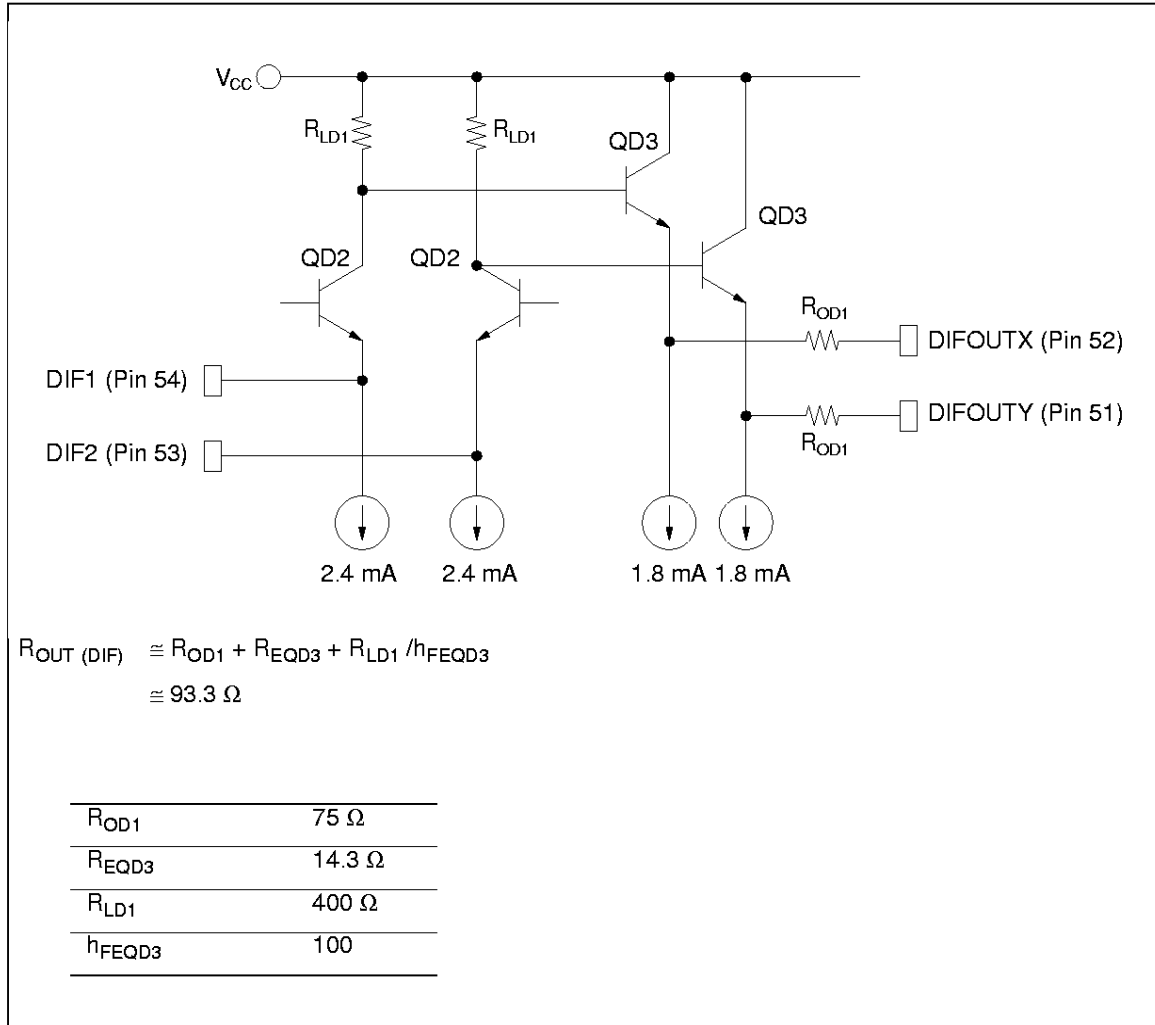 VCC
RLD1
RLD1
QD3
QD3
QD2
QD2
ROD1
DIFOUTX (Pin 52)
DIF1 (Pin 54)
DIFOUTY (Pin 51)
ROD1
DIF2 (Pin 53)
2.4 mA 2.4 mA 1.8 mA 1.8 mA
ROUT (DIF) ≅ ROD1 + REQD3 + RLD1 /hFEQD3
≅ 93.3 Ω
ROD1 75 Ω
REQD3 14.3 Ω
RLD1 400 Ω
hFEQD3 100